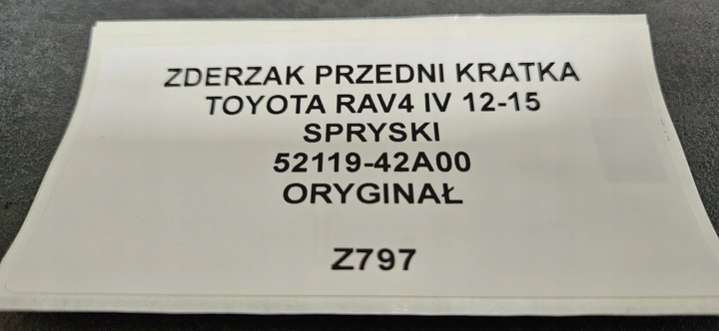 ZDERZAK PRZEDNI KRATKA
TOYOTA RAV4 IV 12-15
SPRYSKI
52119-42A00
ORYGINAŁ
Z797